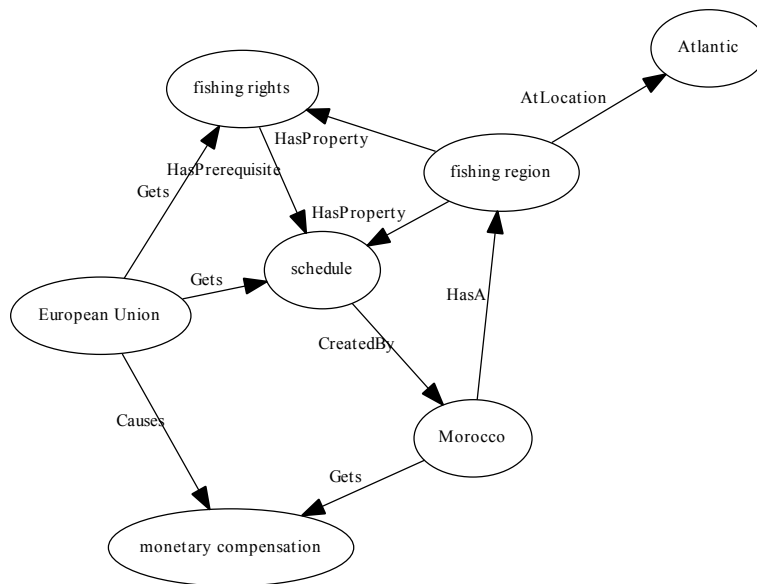 Atlantic
fishing rights
AtLocation
HasProperty
HasPrerequisite
fishing region
Gets
HasProperty
schedule
Gets
HasA
European Union
CreatedBy
Causes
Morocco
Gets
monetary compensation